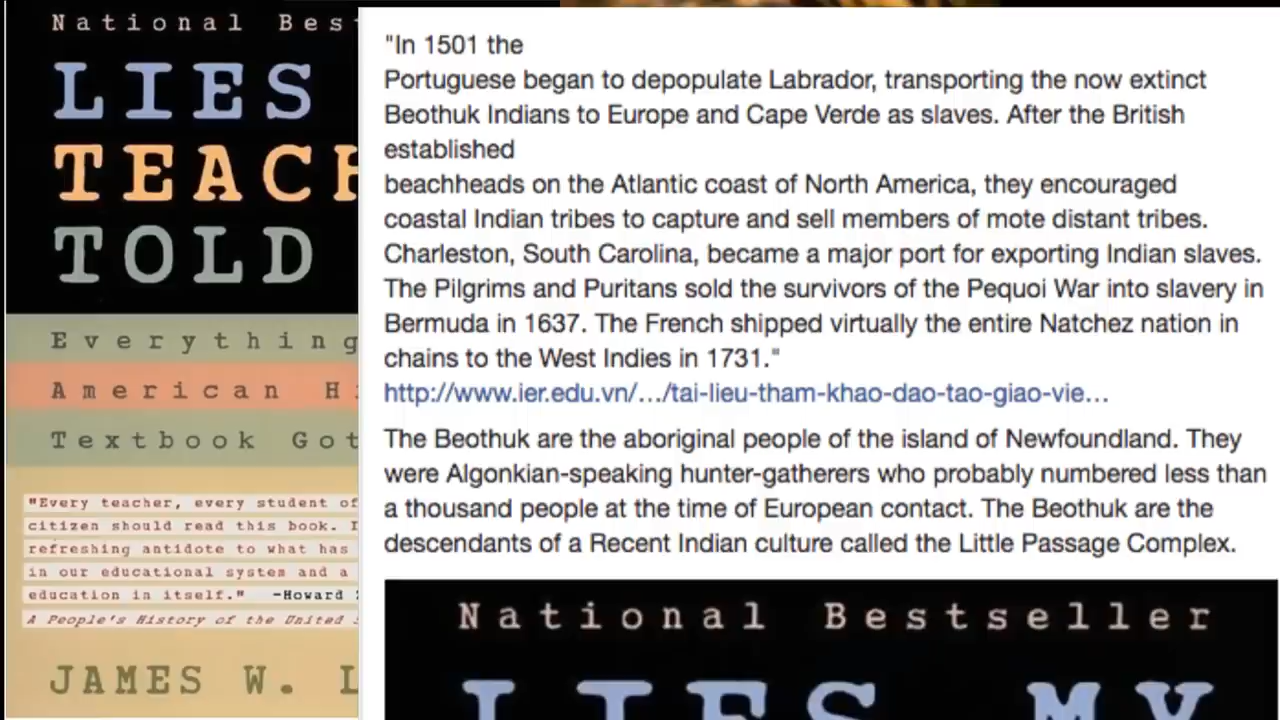 National Bes
LIES
TEACH
TOLD
Everything
American H
Textbook Got
"Every teacher, every student of
citizen should read this book. I
refreshing antidote to what has
in our educational system and a
education in itself." -Howard
A People's History of the United
JAMES W. L
"In 1501 the
Portuguese began to depopulate Labrador, transporting the now extinct
Beothuk Indians to Europe and Cape Verde as slaves. After the British
established
beachheads on the Atlantic coast of North America, they encouraged
coastal Indian tribes to capture and sell members of mote distant tribes.
Charleston, South Carolina, became a major port for exporting Indian slaves.
The Pilgrims and Puritans sold the survivors of the Pequoi War into slavery in
Bermuda in 1637. The French shipped virtually the entire Natchez nation in
chains to the West Indies in 1731."
http://www.ier.edu.vn/…/tai-lieu-tham-khao-dao-tao-giao-vie…
The Beothuk are the aboriginal people of the island of Newfoundland. They
were Algonkian-speaking hunter-gatherers who probably numbered less than
a thousand people at the time of European contact. The Beothuk are the
descendants of a Recent Indian culture called the Little Passage Complex.
National Bestseller
LIES MY